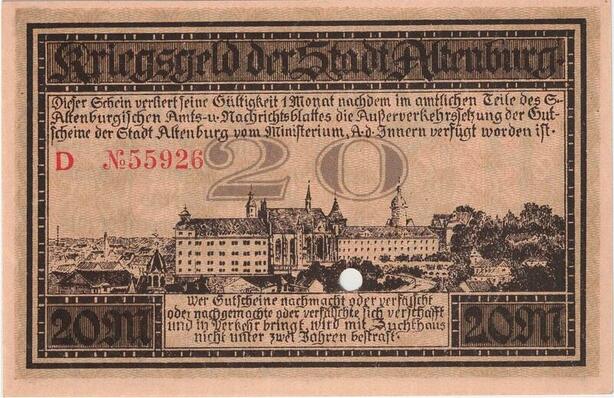 Kriegsgeld der Stadt Altenburg.
Dieser Schein verliert seine Gültigkeit 1 Monat nachdem im amtlichen Teile des S.-
Altenburgischen Amts-u. Nachrichtsblattes die Außerverkehrssetzung der Gut-
scheine der Stadt Altenburg vom Ministerium, A. d. Innern verfügt worden ist.
D №55926
20
Wer Gutscheine nachmacht oder verfälscht
oder nachgemachte oder verfälschte sich verschafft
und in Verkehr bringt, wird mit Zuchthaus
nicht unter zwei Jahren bestraft.
20M 20M